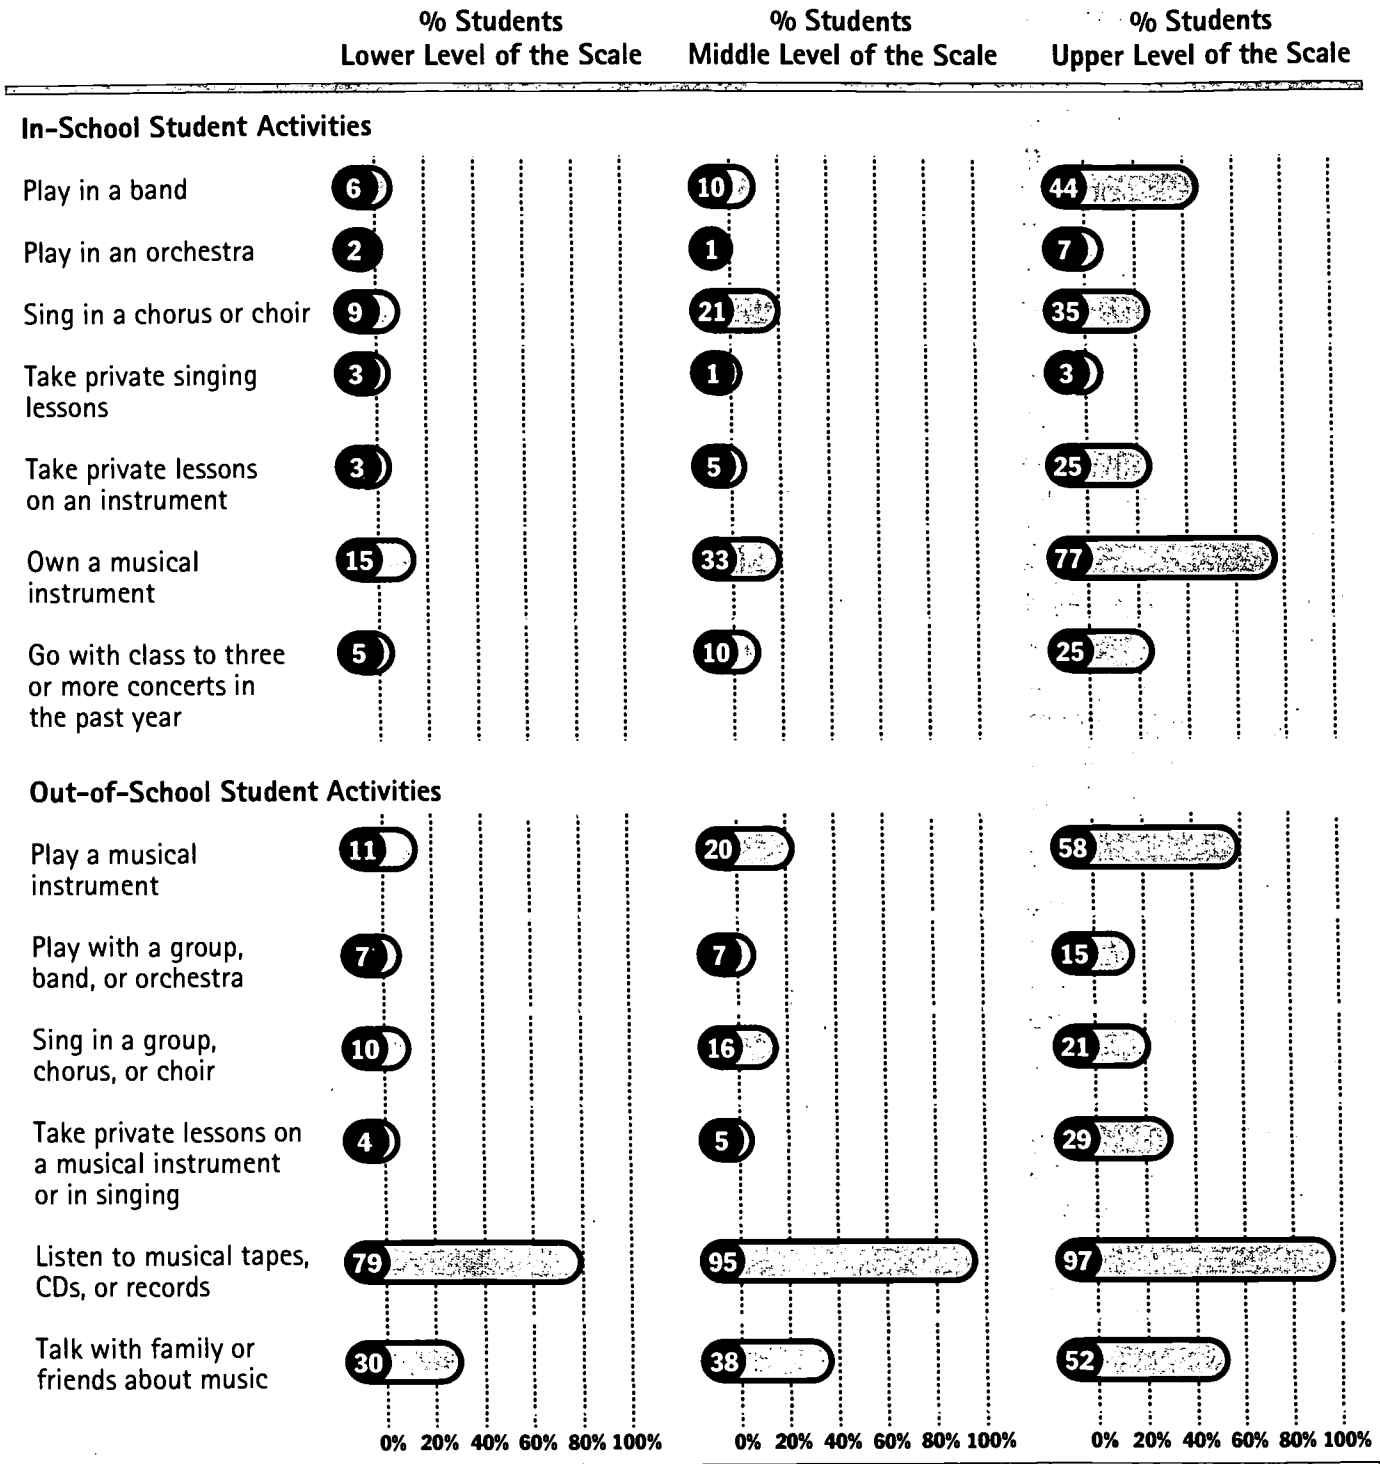 % Students % Students % Students
Lower Level of the Scale Middle Level of the Scale Upper Level of the Scale
In-School Student Activities
Play in a band 6 10 44
Play in an orchestra 2 1 7
Sing in a chorus or choir 9 21 35
Take private singing 3 1 3
lessons
Take private lessons 3 5 25
on an instrument
Own a musical 15 33 77
instrument
Go with class to three 5 10 25
or more concerts in
the past year
Out-of-School Student Activities
Play a musical 11 20 58
instrument
Play with a group, 7 7 15
band, or orchestra
Sing in a group, 10 16 21
chorus, or choir
Take private lessons on 4 5 29
a musical instrument
or in singing
Listen to musical tapes, 79 95 97
CDs, or records
Talk with family or 30 38 52
friends about music
0% 20% 40% 60% 80% 100% 0% 20% 40% 60% 80% 100% 0% 20% 40% 60% 80% 100%